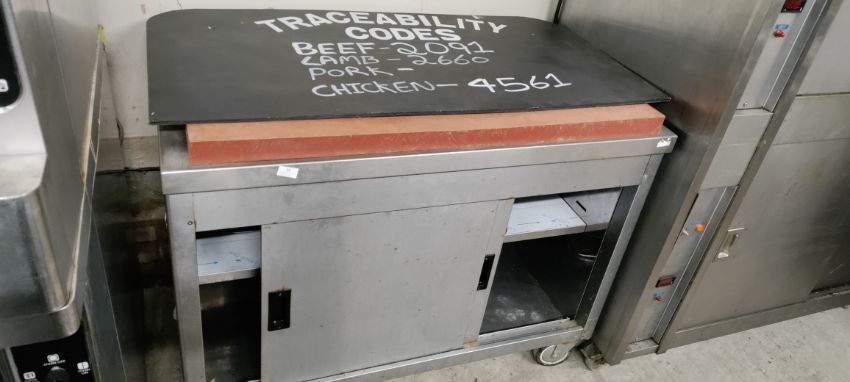 TRACEABILITY
CODES
BEEF-2091
LAMB-2660
PORK-
CHICKEN-4561